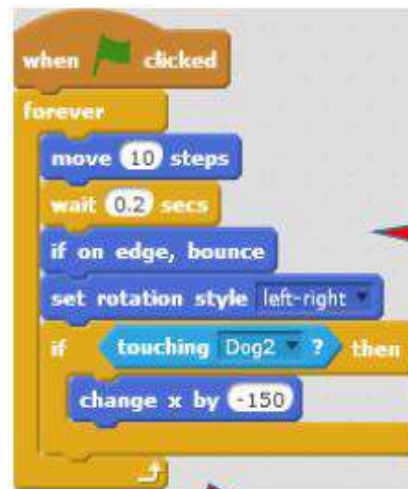 when clicked
forever
move 10 steps
wait 0.2 secs
if on edge, bounce
set rotation style left-right
if touching Dog2 ? then
change x by -150